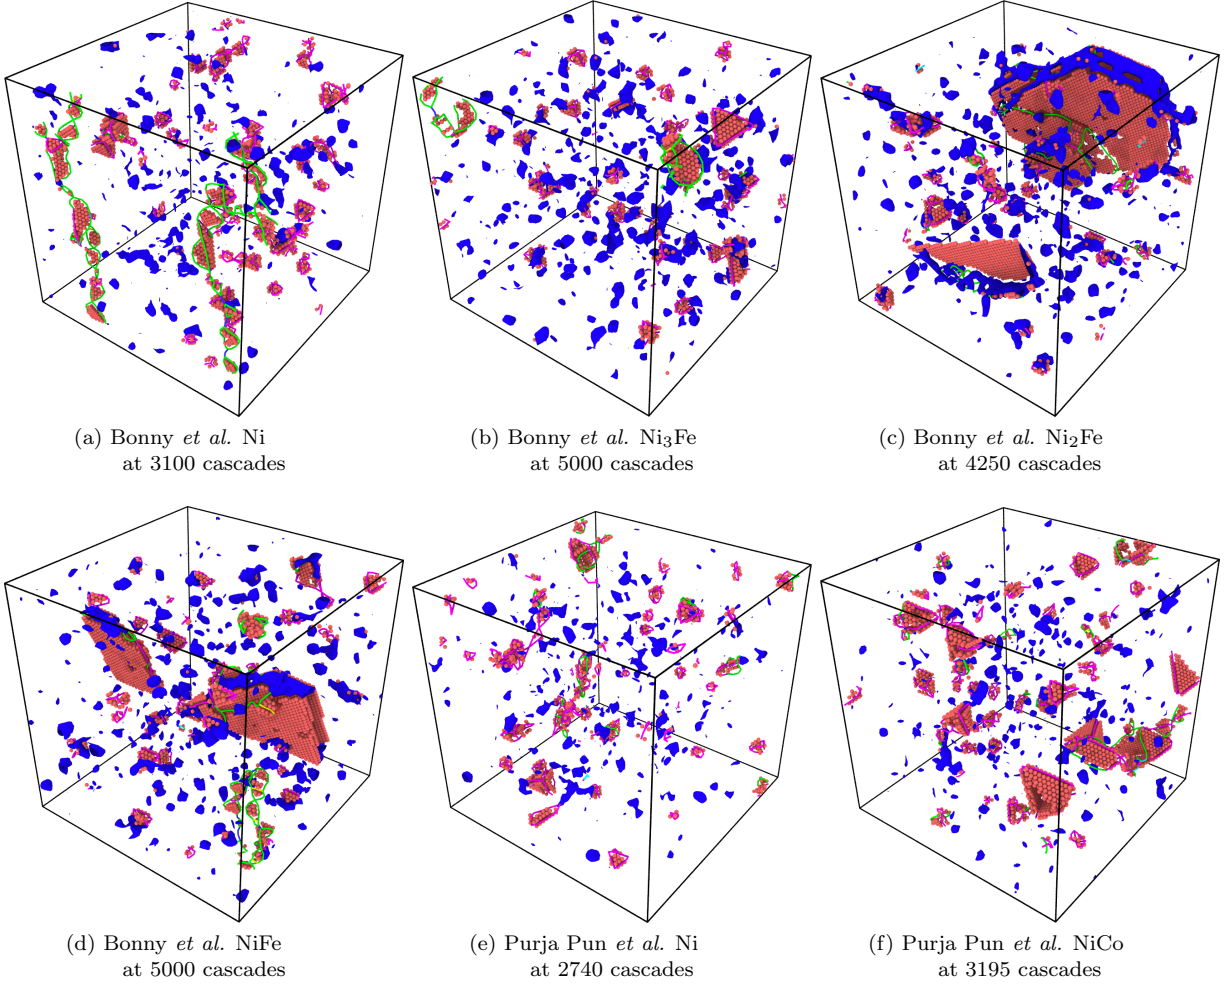 (a) Bonny et al. Ni
at 3100 cascades
(b) Bonny et al. Ni₃Fe
at 5000 cascades
(c) Bonny et al. Ni₂Fe
at 4250 cascades
(d) Bonny et al. NiFe
at 5000 cascades
(e) Purja Pun et al. Ni
at 2740 cascades
(f) Purja Pun et al. NiCo
at 3195 cascades